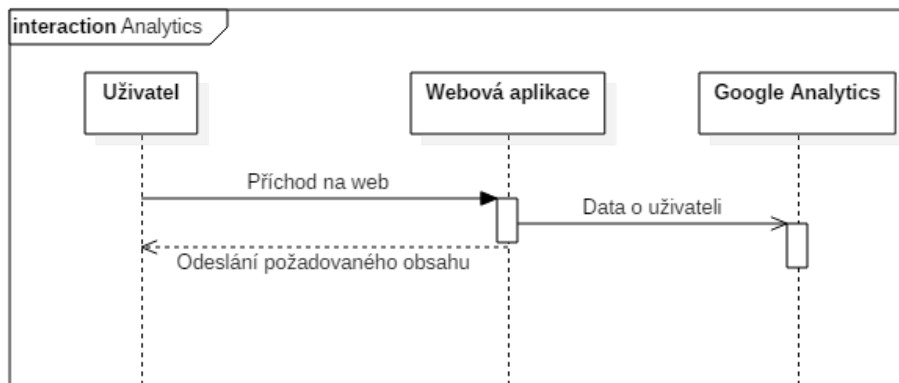 interaction Analytics
Uživatel
Webová aplikace
Google Analytics
Příchod na web
Data o uživateli
Odeslání požadovaného obsahu